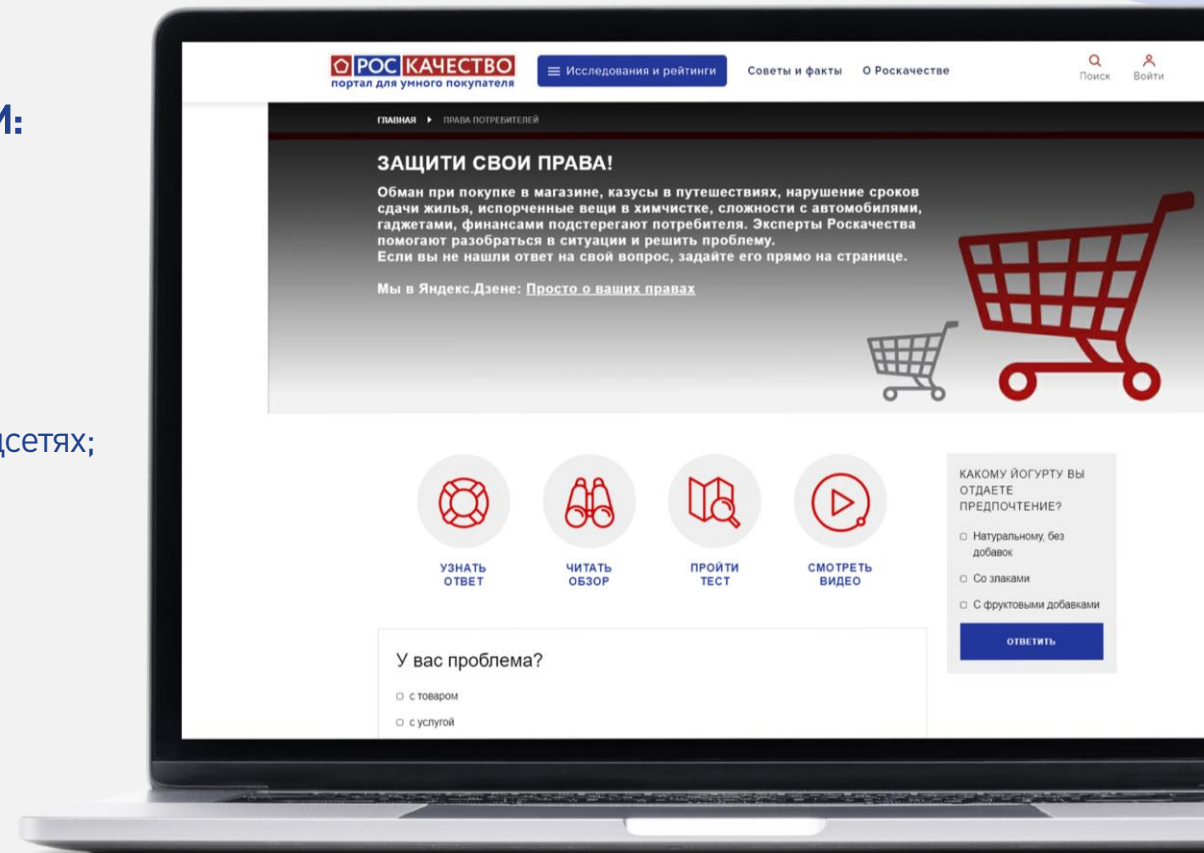 РОС КАЧЕСТВО
портал для умного покупателя
Исследования и рейтинги
Советы и факты
О Роскачестве
Поиск
Войти
ГЛАВНАЯ
ПРАВА ПОТРЕБИТЕЛЕЙ
ЗАЩИТИ СВОИ ПРАВА!
Обман при покупке в магазине, казусы в путешествиях, нарушение сроков
сдачи жилья, испорченные вещи в химчистке, сложности с автомобилями,
гаджетами, финансами подстерегают потребителя. Эксперты Роскачества
помогают разобраться в ситуации и решить проблему.
Если вы не нашли ответ на свой вопрос, задайте его прямо на странице.
Мы в Яндекс.Дзене: Просто о ваших правах
УЗНАТЬ
ОТВЕТ
ЧИТАТЬ
ОБЗОР
ПРОЙТИ
ТЕСТ
СМОТРЕТЬ
ВИДЕО
КАКОМУ ЙОГУРТУ ВЫ
ОТДАЕТЕ
ПРЕДПОЧТЕНИЕ?
Натуральному, без
добавок
Со злаками
С фруктовыми добавками
ОТВЕТИТЬ
У вас проблема?
с товаром
с услугой